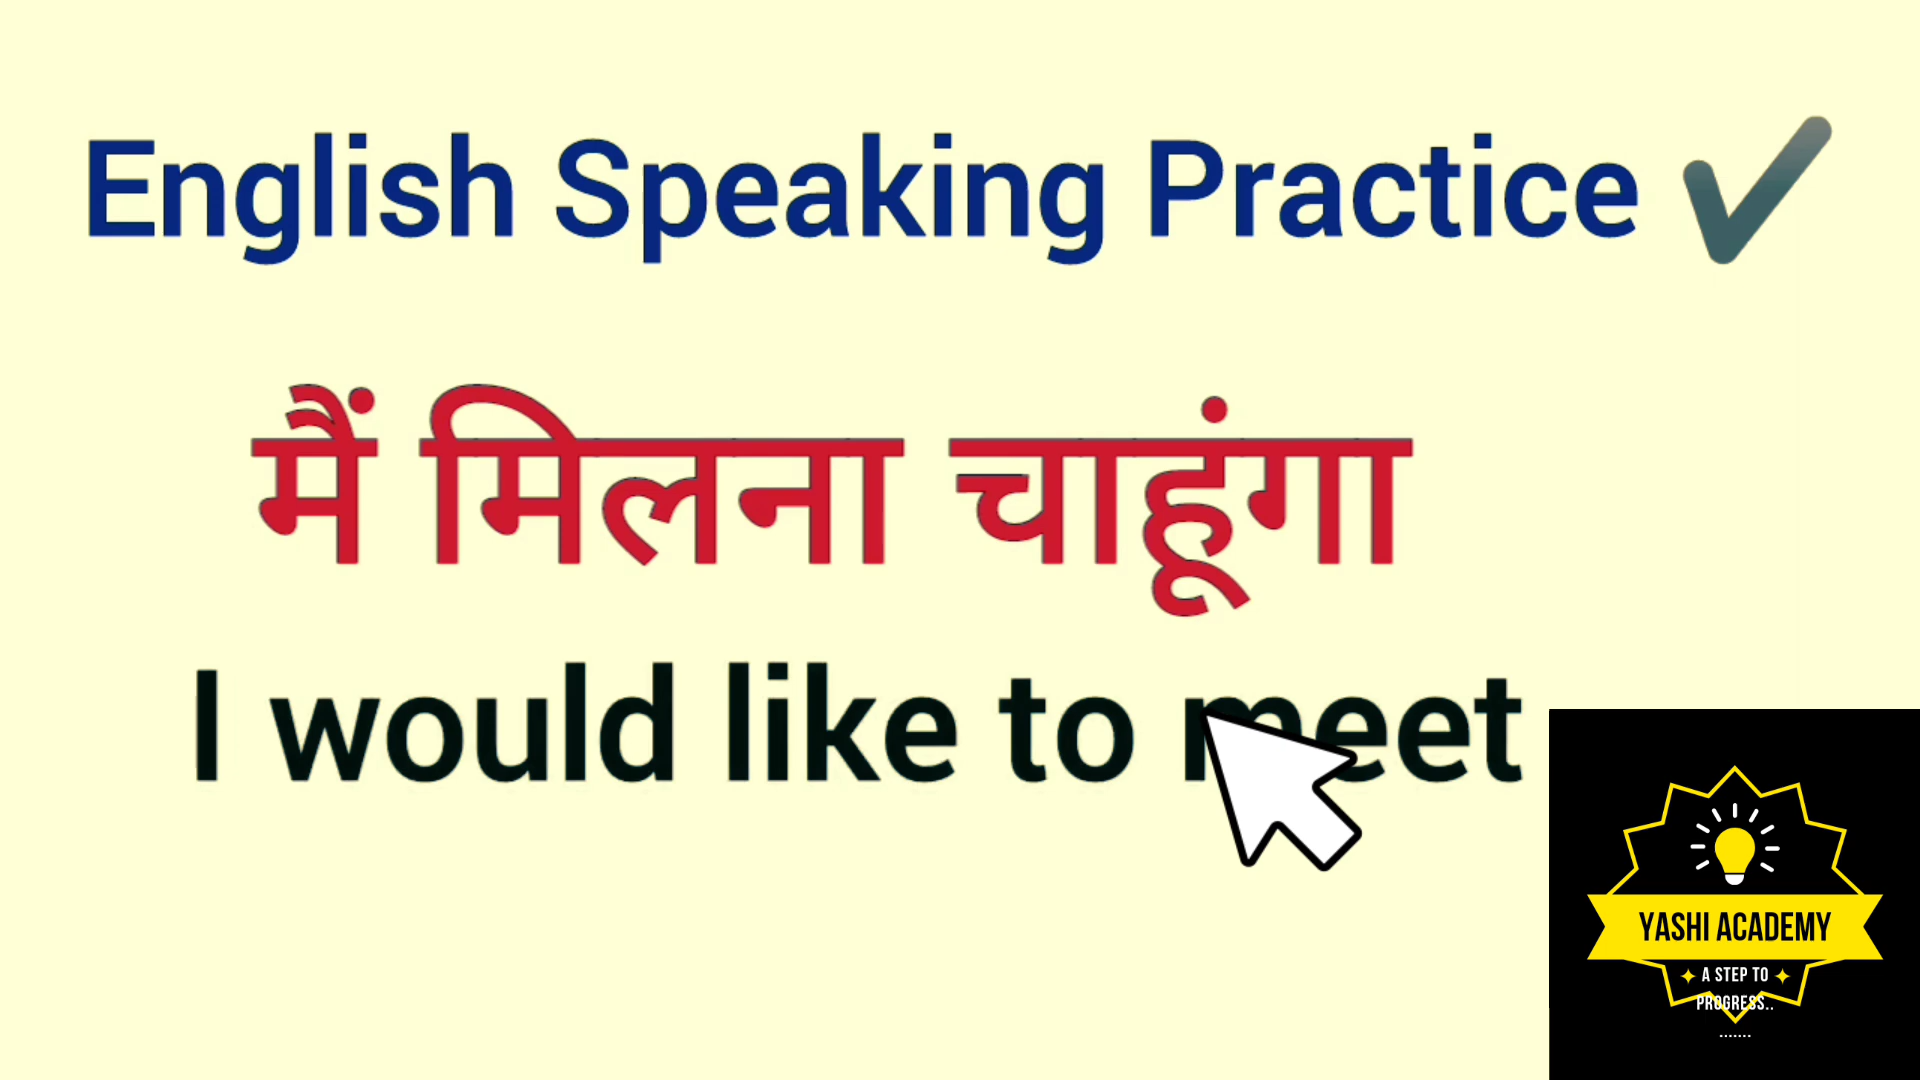 English Speaking Practice ✔
मैं मिलना चाहूंगा
I would like to meet
YASHI ACADEMY
✦ A STEP TO ✦
PROGRESS..
.......